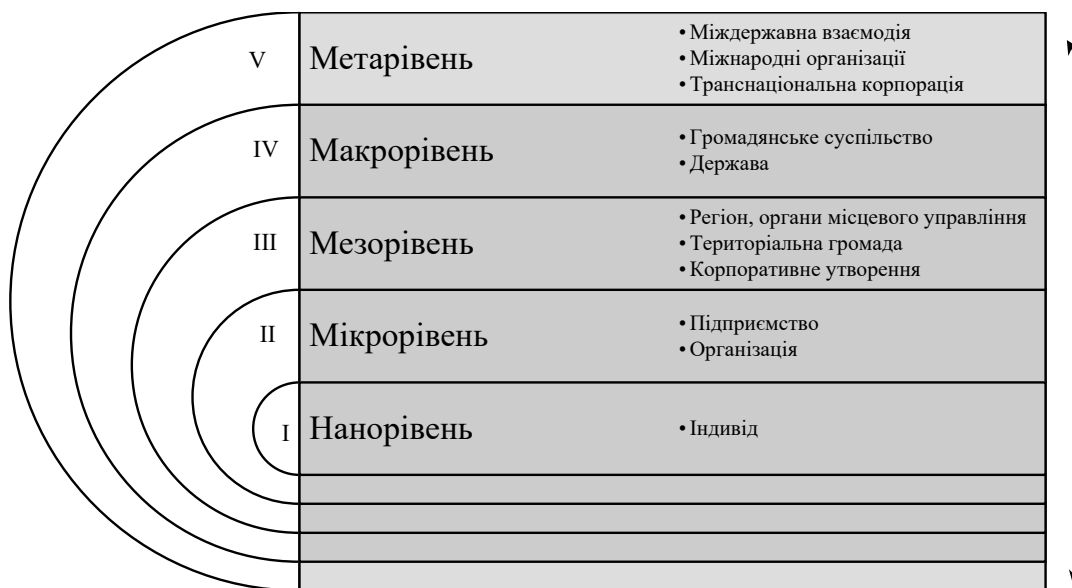 V
Метарівень
• Міждержавна взаємодія
• Міжнародні організації
• Транснаціональна корпорація
IV
Макрорівень
• Громадянське суспільство
• Держава
III
Мезорівень
• Регіон, органи місцевого управління
• Територіальна громада
• Корпоративне утворення
II
Мікрорівень
• Підприємство
• Організація
I
Нанорівень
• Індивід